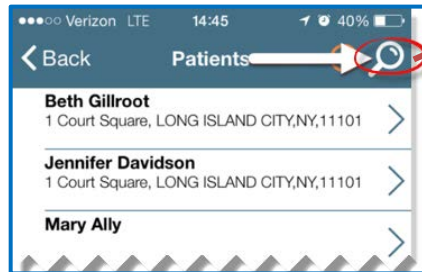 Verizon LTE 14:45 40%
Back Patients
Beth Gillroot
1 Court Square, LONG ISLAND CITY,NY,11101
Jennifer Davidson
1 Court Square, LONG ISLAND CITY,NY,11101
Mary Ally